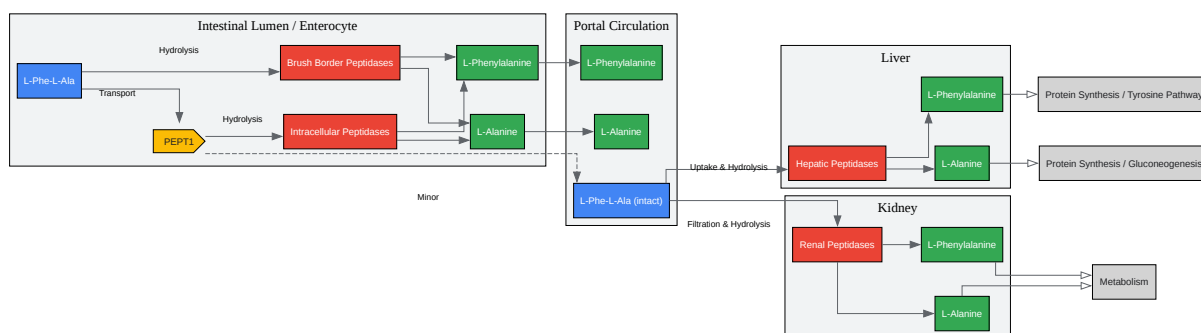 Intestinal Lumen / Enterocyte
Hydrolysis
L-Phe-L-Ala
Brush Border Peptidases
L-Phenylalanine
Transport
Hydrolysis
PEPT1
Intracellular Peptidases
L-Alanine
Minor
Portal Circulation
L-Phenylalanine
L-Alanine
L-Phe-L-Ala (intact)
Uptake & Hydrolysis
Filtration & Hydrolysis
Liver
L-Phenylalanine
Hepatic Peptidases
L-Alanine
Protein Synthesis / Tyrosine Pathway
Protein Synthesis / Gluconeogenesis
Kidney
Renal Peptidases
L-Phenylalanine
L-Alanine
Metabolism